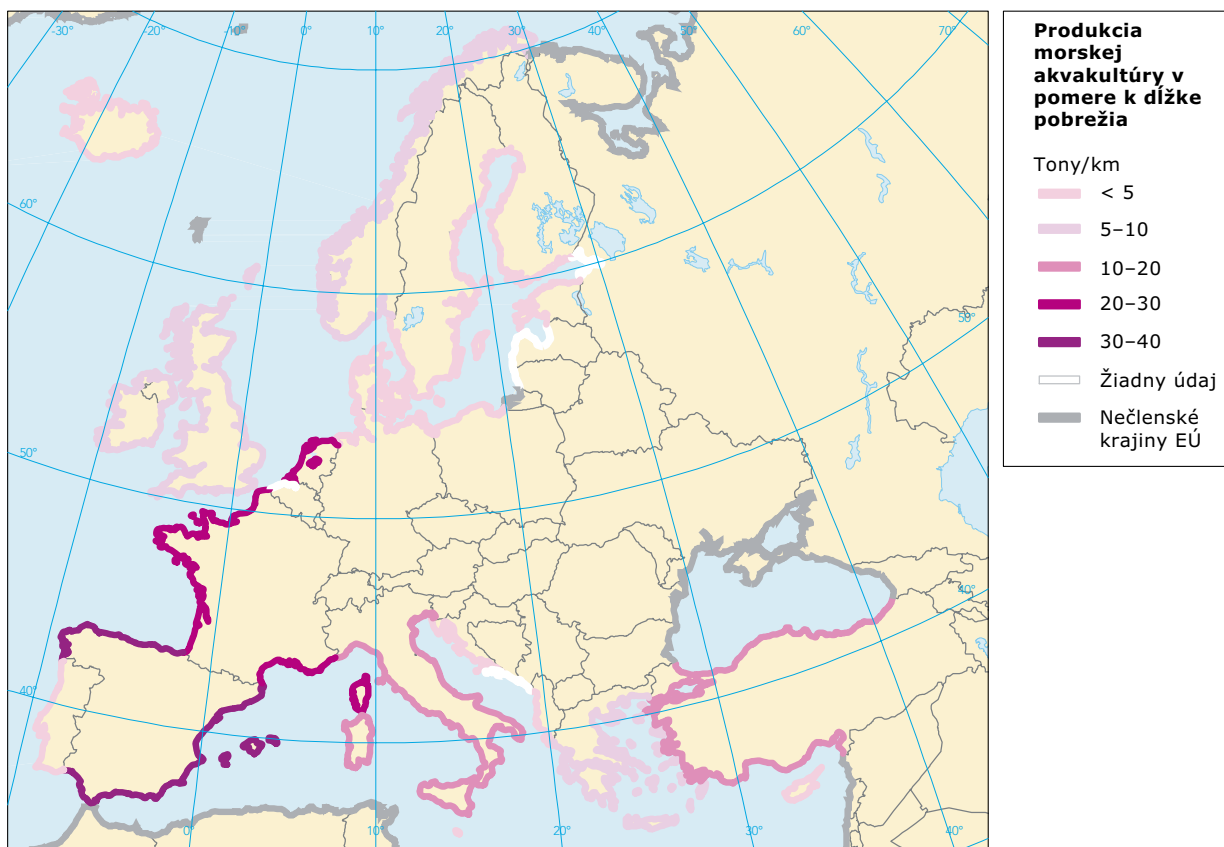 -30°
-20°
-10°
0°
10°
20°
30°
40°
50°
60°
70°
60°
50°
50°
40°
40°
0°
10°
20°
30°
40°
Produkcia
morskej
akvakultúry v
pomere k dĺžke
pobrežia
Tony/km
< 5
5–10
10–20
20–30
30–40
Žiadny údaj
Nečlenské
krajiny EÚ